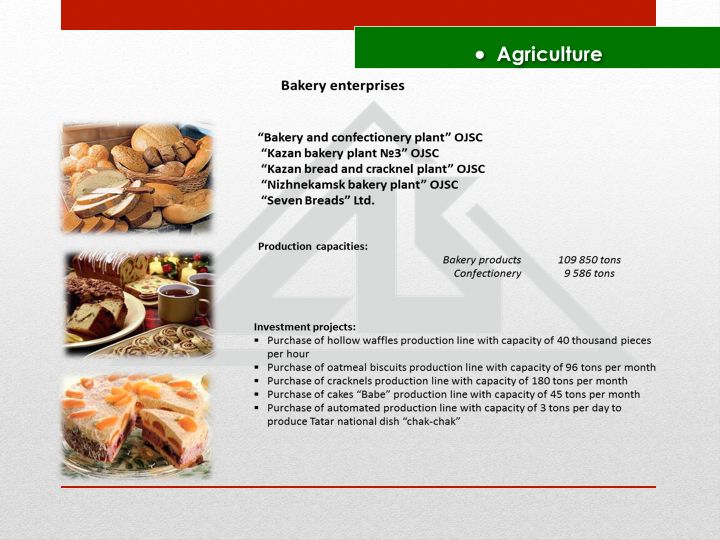 • Agriculture
Bakery enterprises
“Bakery and confectionery plant” OJSC
“Kazan bakery plant №3” OJSC
“Kazan bread and cracknel plant” OJSC
“Nizhnekamsk bakery plant” OJSC
“Seven Breads” Ltd.
Production capacities:
Bakery products 109 850 tons
Confectionery 9 586 tons
Investment projects:
▪ Purchase of hollow waffles production line with capacity of 40 thousand pieces
per hour
▪ Purchase of oatmeal biscuits production line with capacity of 96 tons per month
▪ Purchase of cracknels production line with capacity of 180 tons per month
▪ Purchase of cakes “Babe” production line with capacity of 45 tons per month
▪ Purchase of automated production line with capacity of 3 tons per day to
produce Tatar national dish “chak-chak”